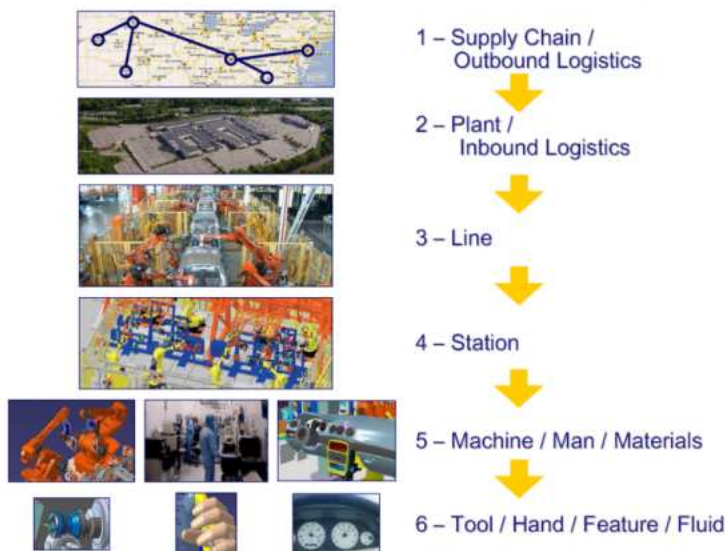 1 – Supply Chain /
Outbound Logistics
2 – Plant /
Inbound Logistics
3 – Line
4 – Station
5 – Machine / Man / Materials
6 – Tool / Hand / Feature / Fluid